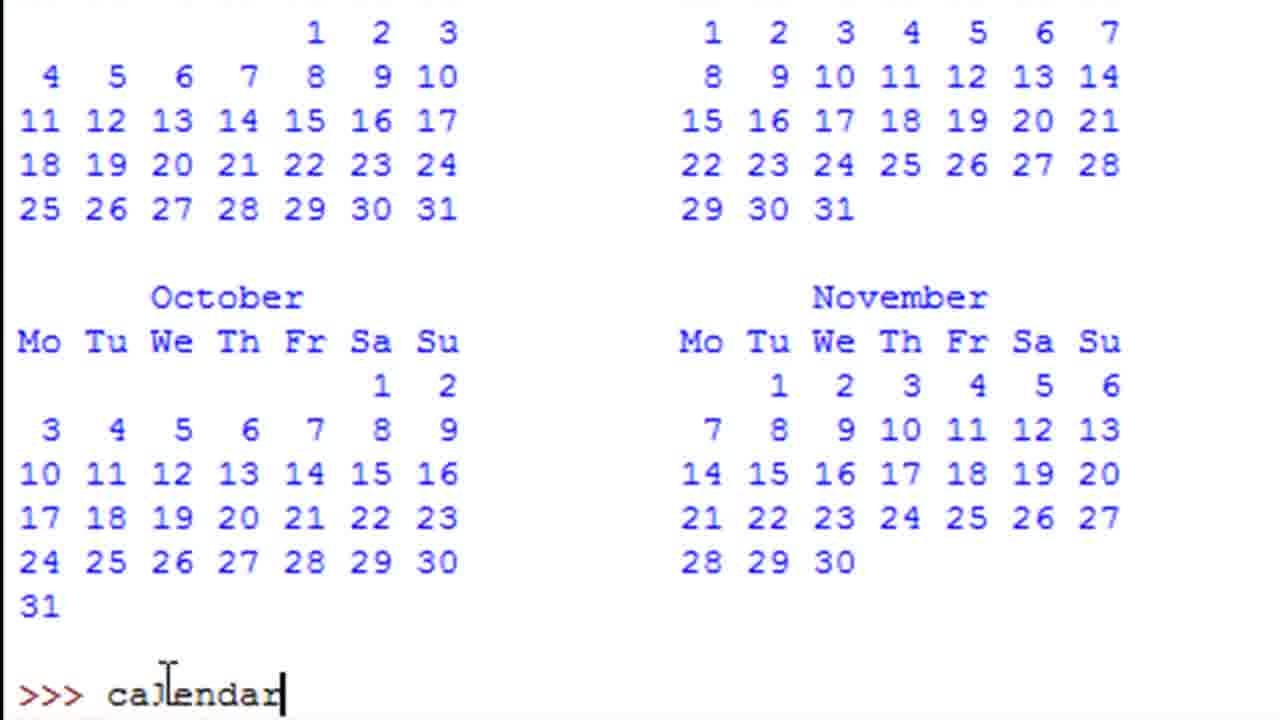 1 2 3 1 2 3 4 5 6 7
4 5 6 7 8 9 10 8 9 10 11 12 13 14
11 12 13 14 15 16 17 15 16 17 18 19 20 21
18 19 20 21 22 23 24 22 23 24 25 26 27 28
25 26 27 28 29 30 31 29 30 31
October November
Mo Tu We Th Fr Sa Su Mo Tu We Th Fr Sa Su
1 2 1 2 3 4 5 6
3 4 5 6 7 8 9 7 8 9 10 11 12 13
10 11 12 13 14 15 16 14 15 16 17 18 19 20
17 18 19 20 21 22 23 21 22 23 24 25 26 27
24 25 26 27 28 29 30 28 29 30
31
>>> calendar